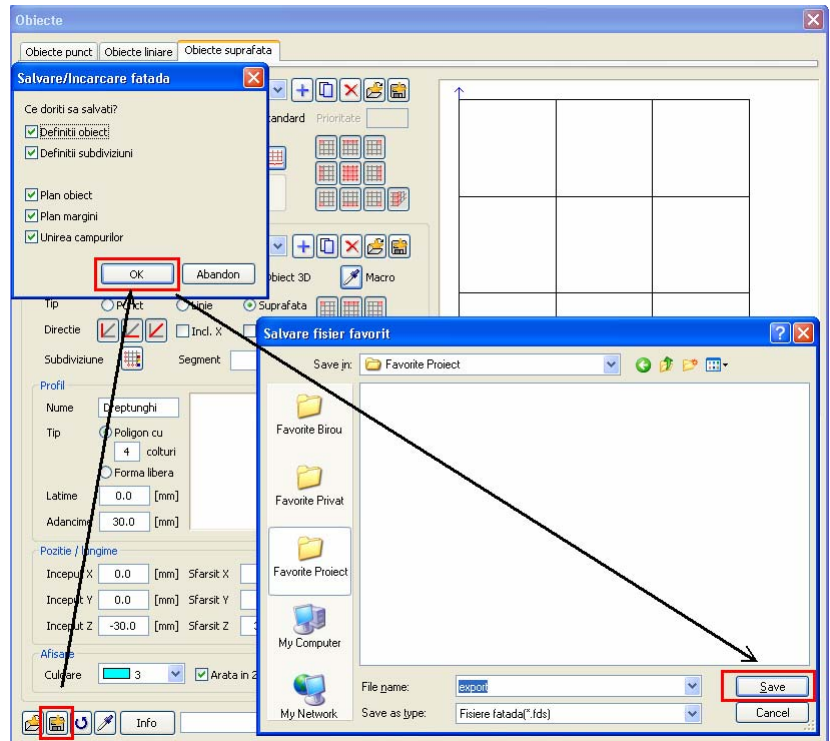 Obiecte
Obiecte punct Obiecte liniare Obiecte suprafata
Salvare/Incarcare fatada
Ce doriti sa salvati?
Definitii obiect
Definitii subdiviziuni
Plan obiect
Plan margini
Unirea campurilor
OK Abandon
andard Prioritate
Obiect 3D Macro
Tip Punct Linie Suprafata
Directie Incl. X
Subdiviziune Segment
Profil
Nume Dreptunghi
Tip Poligon cu
4 colturi
Forma libera
Latime 0.0 [mm]
Adancime 30.0 [mm]
Pozitie / lungime
Inceput X 0.0 [mm] Sfarsit X
Inceput Y 0.0 [mm] Sfarsit Y
Inceput Z -30.0 [mm] Sfarsit Z
Afisare
Culoare 3 Arata in 2
Info
Salvare fisier favorit
Save in: Favorite Proiect
Favorite Birou
Favorite Privat
Favorite Proiect
My Computer
My Network
File name: export Save
Save as type: Fisiere fatada(*.fds) Cancel